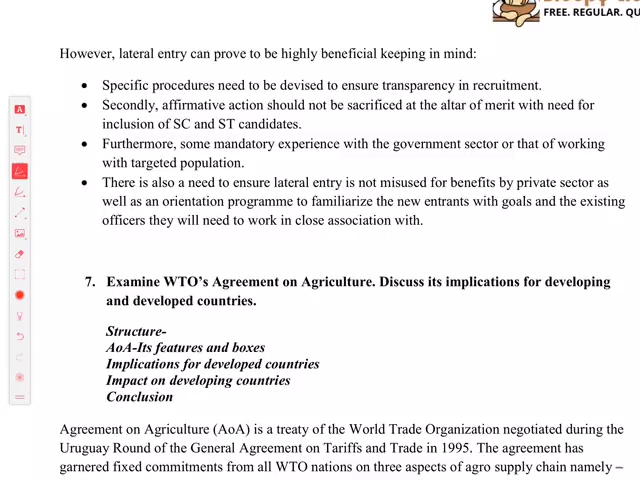 FREE. REGULAR. QU
However, lateral entry can prove to be highly beneficial keeping in mind:
• Specific procedures need to be devised to ensure transparency in recruitment.
• Secondly, affirmative action should not be sacrificed at the altar of merit with need for
inclusion of SC and ST candidates.
• Furthermore, some mandatory experience with the government sector or that of working
with targeted population.
• There is also a need to ensure lateral entry is not misused for benefits by private sector as
well as an orientation programme to familiarize the new entrants with goals and the existing
officers they will need to work in close association with.
7. Examine WTO’s Agreement on Agriculture. Discuss its implications for developing
and developed countries.
Structure-
AoA-Its features and boxes
Implications for developed countries
Impact on developing countries
Conclusion
Agreement on Agriculture (AoA) is a treaty of the World Trade Organization negotiated during the
Uruguay Round of the General Agreement on Tariffs and Trade in 1995. The agreement has
garnered fixed commitments from all WTO nations on three aspects of agro supply chain namely –